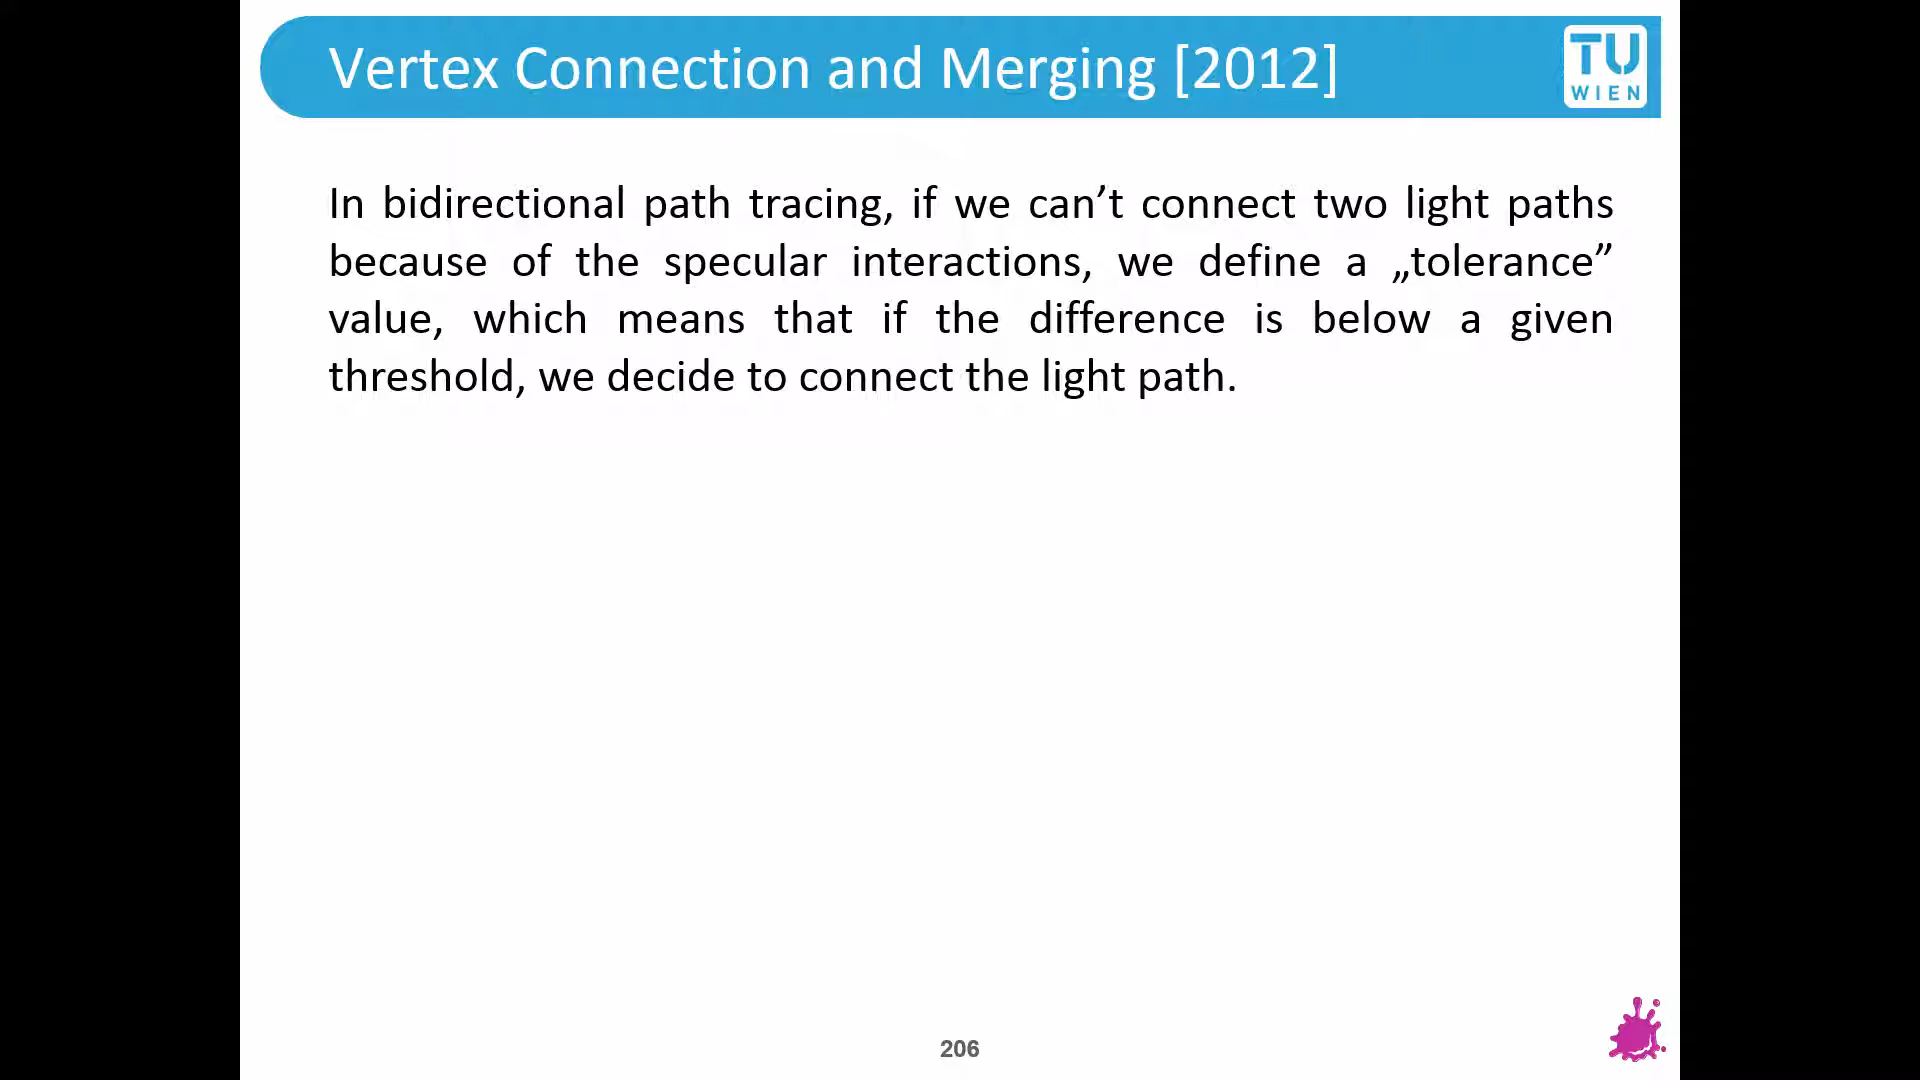 Vertex Connection and Merging [2012]
TU
WIEN
In bidirectional path tracing, if we can’t connect two light paths
because of the specular interactions, we define a „tolerance”
value, which means that if the difference is below a given
threshold, we decide to connect the light path.
206